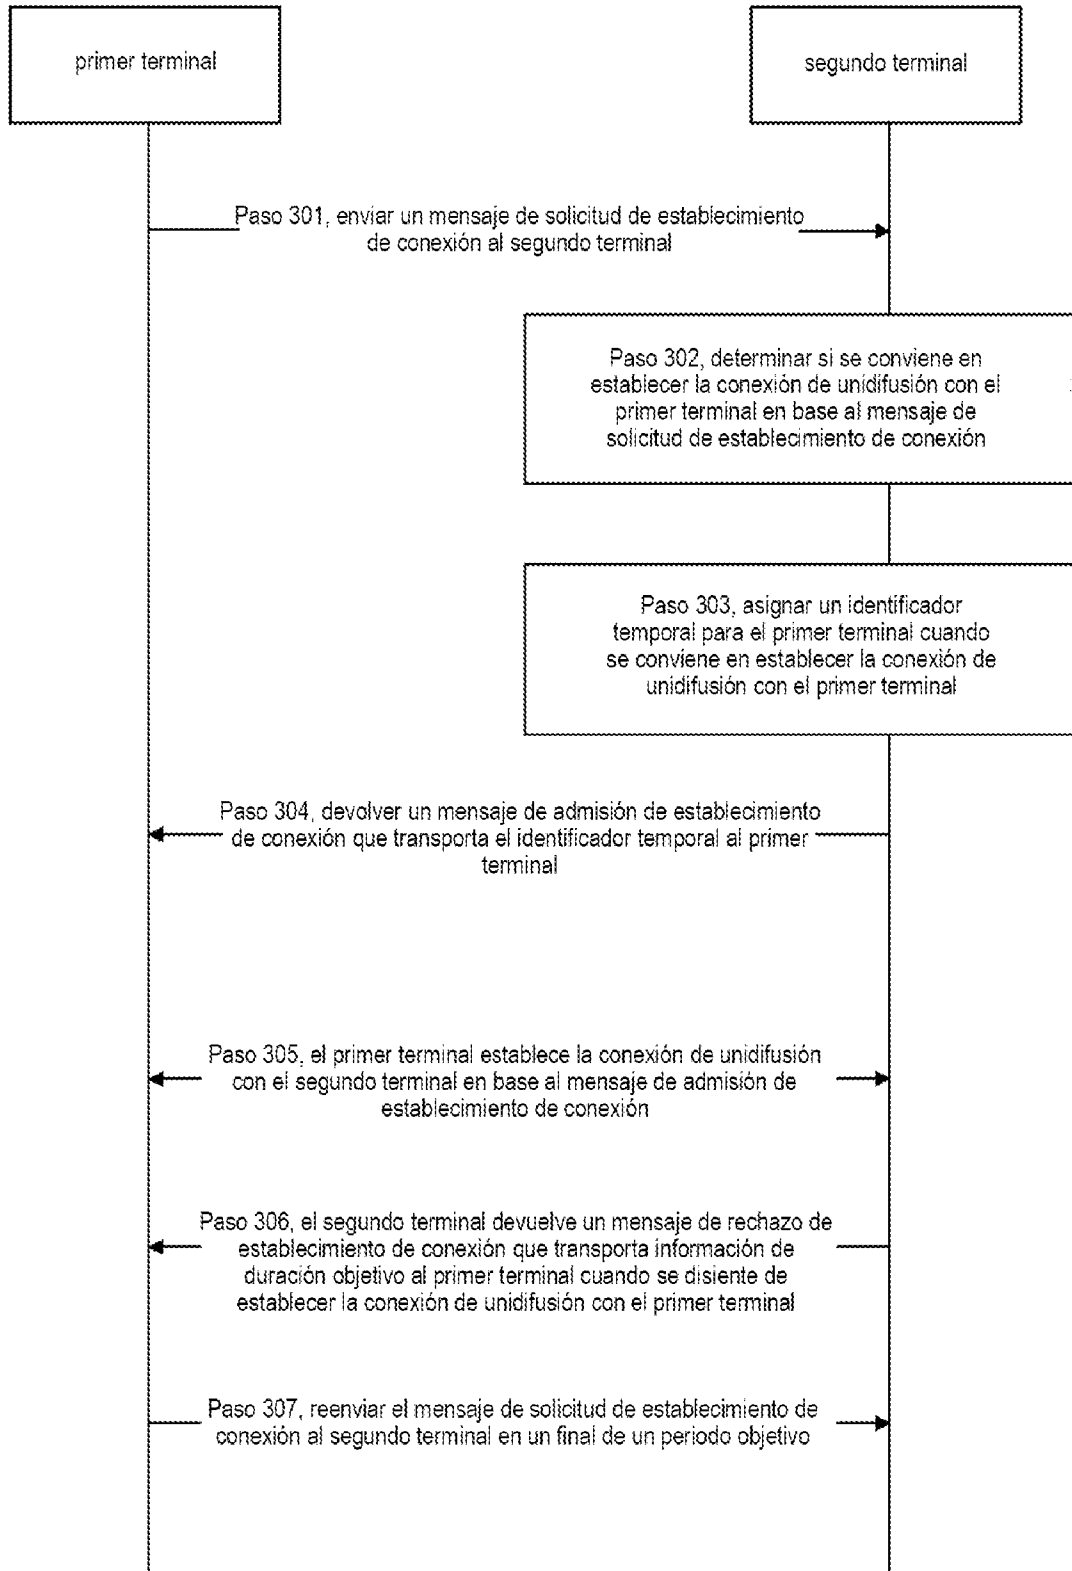 primer terminal
segundo terminal
Paso 301, enviar un mensaje de solicitud de establecimiento
de conexión al segundo terminal
Paso 302, determinar si se conviene en
establecer la conexión de unidifusión con el
primer terminal en base al mensaje de
solicitud de establecimiento de conexión
Paso 303, asignar un identificador
temporal para el primer terminal cuando
se conviene en establecer la conexión de
unidifusión con el primer terminal
Paso 304, devolver un mensaje de admisión de establecimiento
de conexión que transporta el identificador temporal al primer
terminal
Paso 305, el primer terminal establece la conexión de unidifusión
con el segundo terminal en base al mensaje de admisión de
establecimiento de conexión
Paso 306, el segundo terminal devuelve un mensaje de rechazo de
establecimiento de conexión que transporta información de
duración objetivo al primer terminal cuando se disiente de
establecer la conexión de unidifusión con el primer terminal
Paso 307, reenviar el mensaje de solicitud de establecimiento de
conexión al segundo terminal en un final de un periodo objetivo